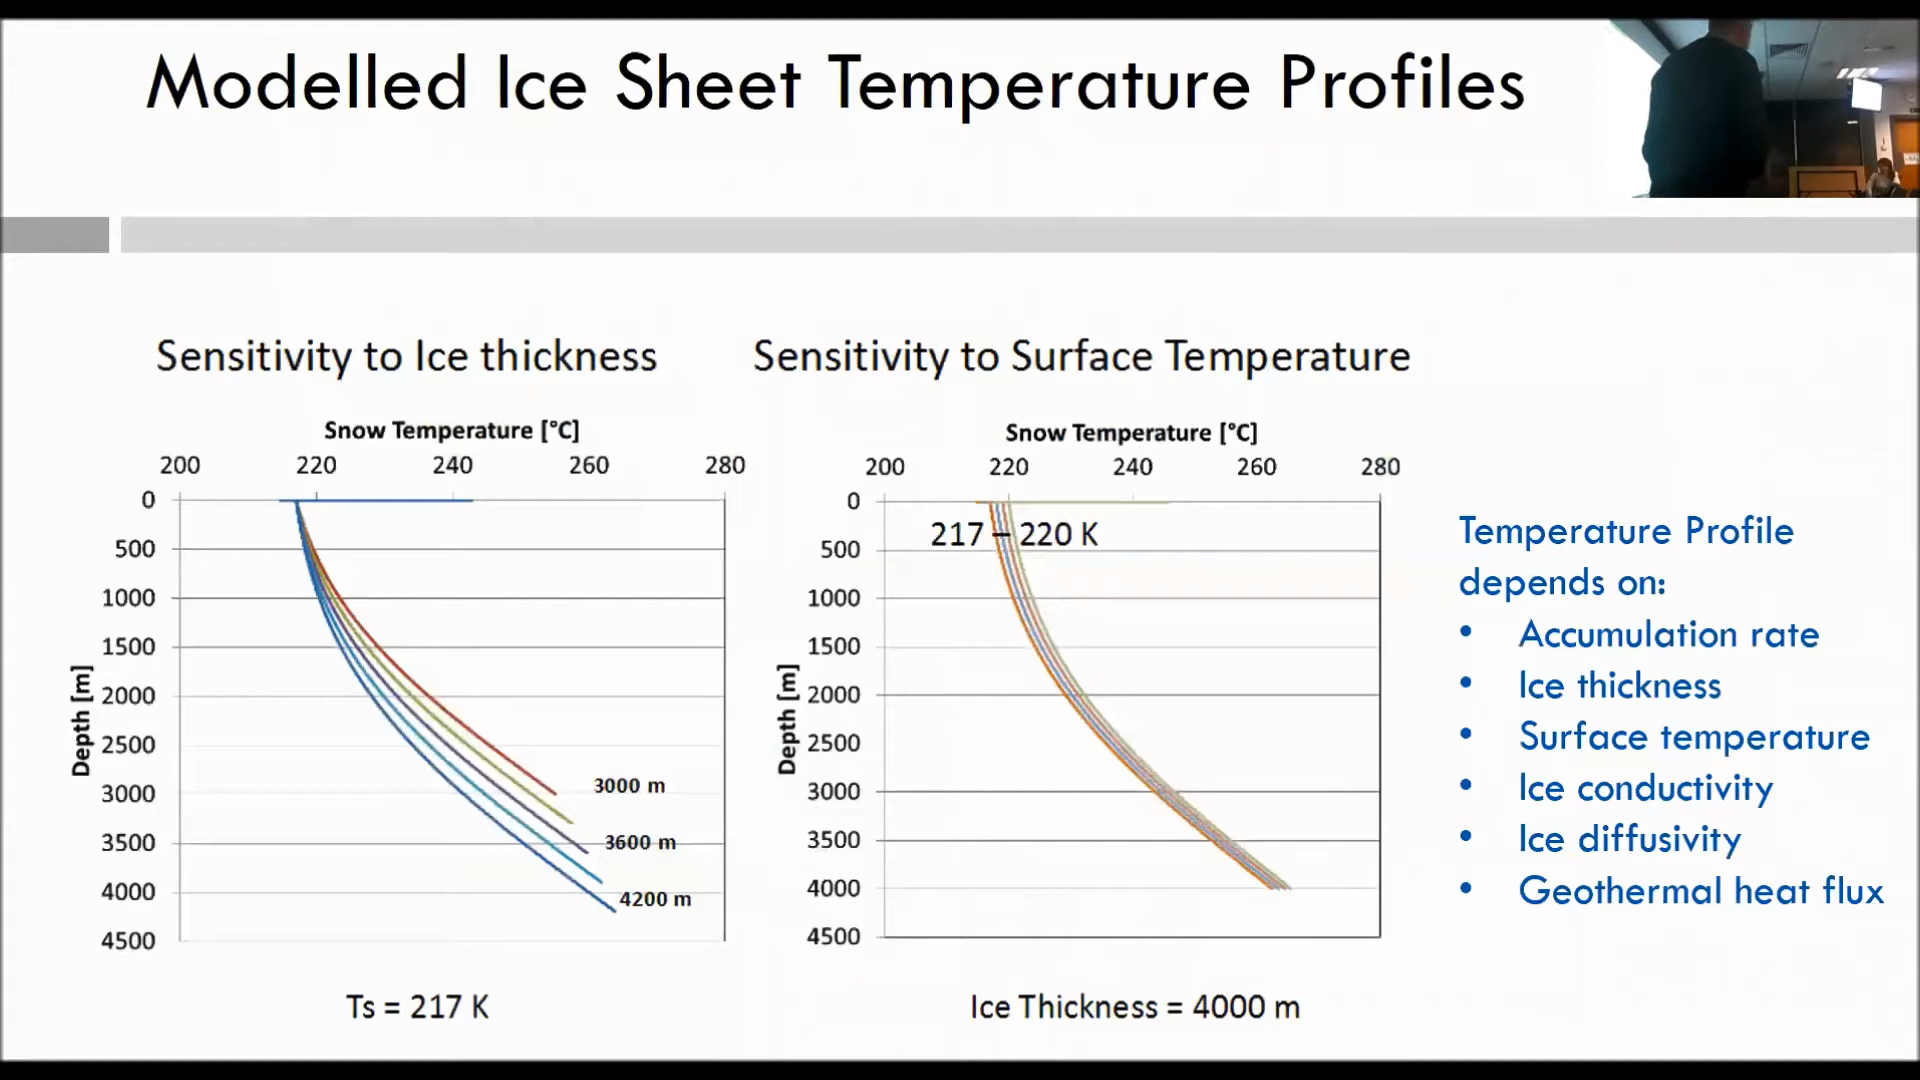 Modelled Ice Sheet Temperature Profiles
Sensitivity to Ice thickness
Snow Temperature [°C]
200 220 240 260 280
0
500
1000
1500
2000
2500
3000
3500
4000
4500
Depth [m]
3000 m
3600 m
4200 m
Ts = 217 K
Sensitivity to Surface Temperature
Snow Temperature [°C]
200 220 240 260 280
217 – 220 K
0
500
1000
1500
2000
2500
3000
3500
4000
4500
Depth [m]
Ice Thickness = 4000 m
Temperature Profile
depends on:
• Accumulation rate
• Ice thickness
• Surface temperature
• Ice conductivity
• Ice diffusivity
• Geothermal heat flux